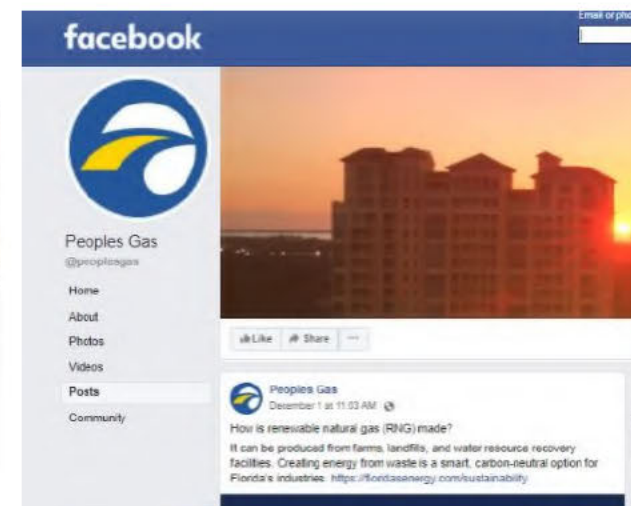 facebook
Email or pho
Peoples Gas
@peoplesgas
Home
About
Photos
Videos
Posts
Community
Like Share ...
Peoples Gas
December 1 at 11:03 AM
How is renewable natural gas (RNG) made?
It can be produced from farms, landfills, and water resource recovery
facilities. Creating energy from waste is a smart, carbon-neutral option for
Florida's industries. https://floridasenergy.com/sustainability